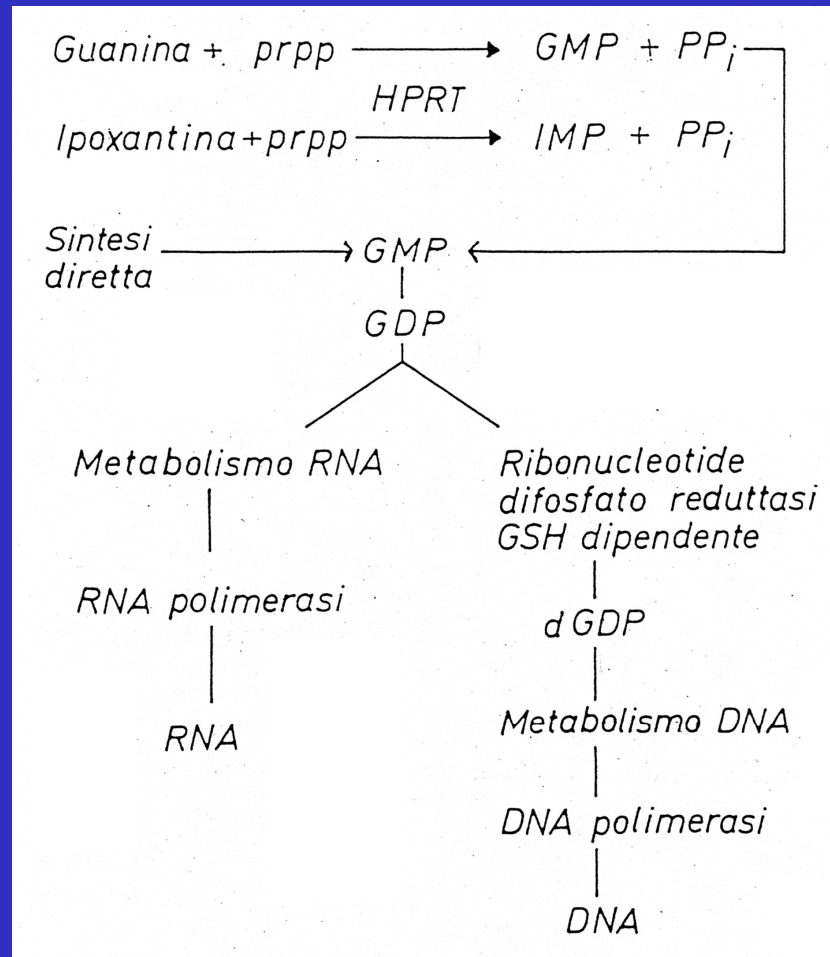 Guanina + prpp GMP + PPi
HPRT
Ipoxantina + prpp IMP + PPi
Sintesi
diretta
GMP
GDP
Metabolismo RNA
RNA polimerasi
RNA
Ribonucleotide
difosfato reduttasi
GSH dipendente
dGDP
Metabolismo DNA
DNA polimerasi
DNA